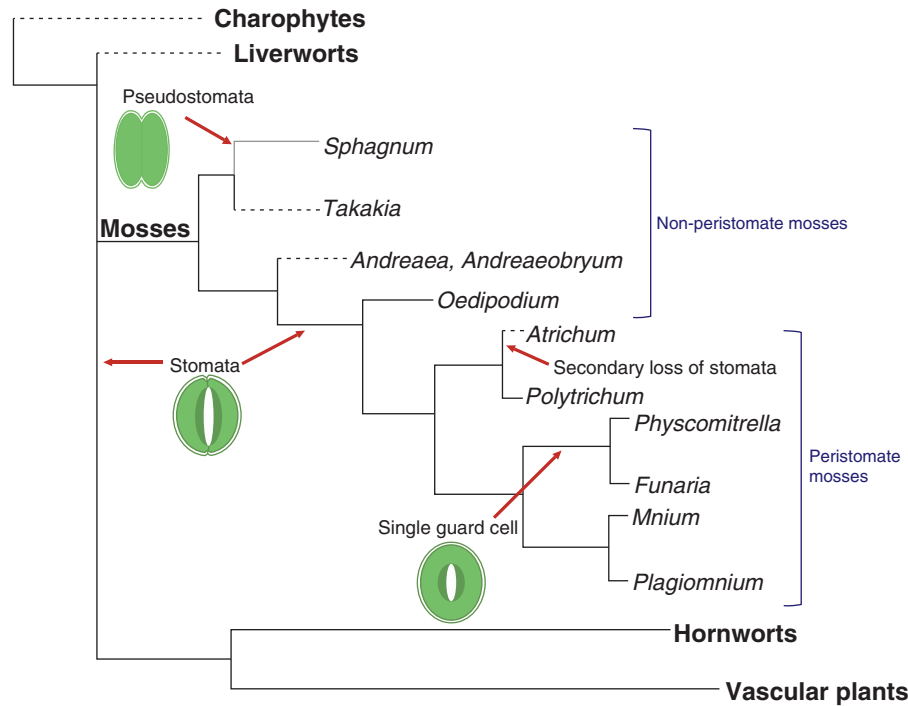 Charophytes
Liverworts
Pseudostomata
Sphagnum
Takakia
Mosses
Non-peristomate mosses
Andreaea, Andreaeobryum
Oedipodium
Atrichum
Stomata
Secondary loss of stomata
Polytrichum
Physcomitrella
Peristomate
mosses
Funaria
Mnium
Single guard cell
Plagiomnium
Hornworts
Vascular plants